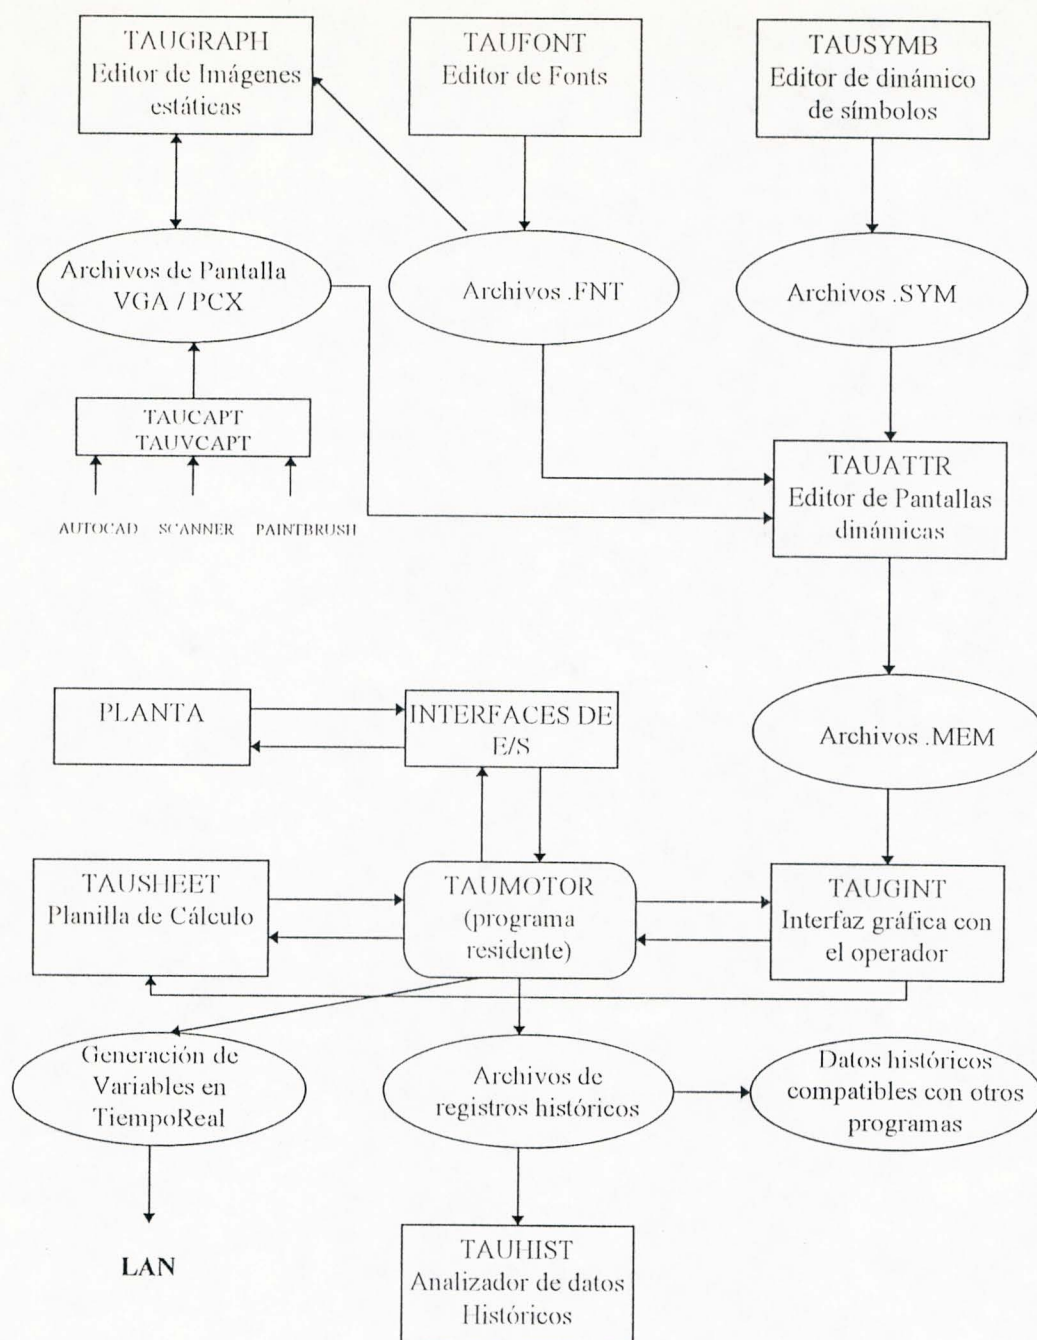 TAUGRAPH
Editor de Imágenes
estáticas
TAUFONT
Editor de Fonts
TAUSYMB
Editor de dinámico
de símbolos
Archivos de Pantalla
VGA / PCX
Archivos .FNT
Archivos .SYM
TAUCAPT
TAUVCAPT
AUTOCAD
SCANNER
PAINTBRUSH
TAUATTR
Editor de Pantallas
dinámicas
Archivos .MEM
PLANTA
INTERFACES DE
E/S
TAUSHEET
Planilla de Cálculo
TAUMOTOR
(programa
residente)
TAUGINT
Interfaz gráfica con
el operador
Generación de
Variables en
TiempoReal
Archivos de
registros históricos
Datos históricos
compatibles con otros
programas
LAN
TAUHIST
Analizador de datos
Históricos